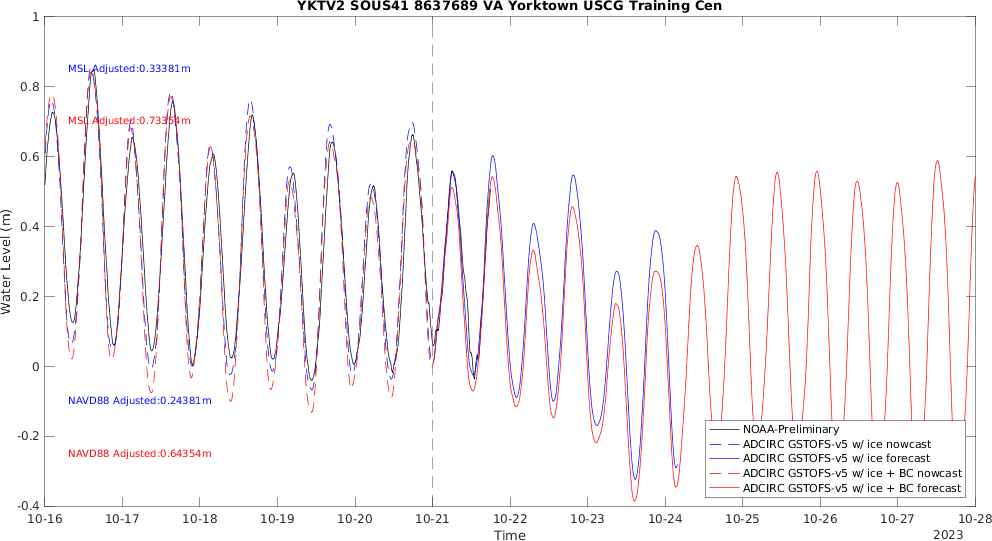 YKTV2 SOUS41 8637689 VA Yorktown USCG Training Cen
MSL Adjusted:0.33381m
MSL Adjusted:0.73354m
NAVD88 Adjusted:0.24381m
NAVD88 Adjusted:0.64354m
Water Level (m)
1
0.8
0.6
0.4
0.2
0
-0.2
-0.4
NOAA-Preliminary
ADCIRC GSTOFS-v5 w/ ice nowcast
ADCIRC GSTOFS-v5 w/ ice forecast
ADCIRC GSTOFS-v5 w/ ice + BC nowcast
ADCIRC GSTOFS-v5 w/ ice + BC forecast
10-16 10-17 10-18 10-19 10-20 10-21 10-22 10-23 10-24 10-25 10-26 10-27 10-28
Time
2023